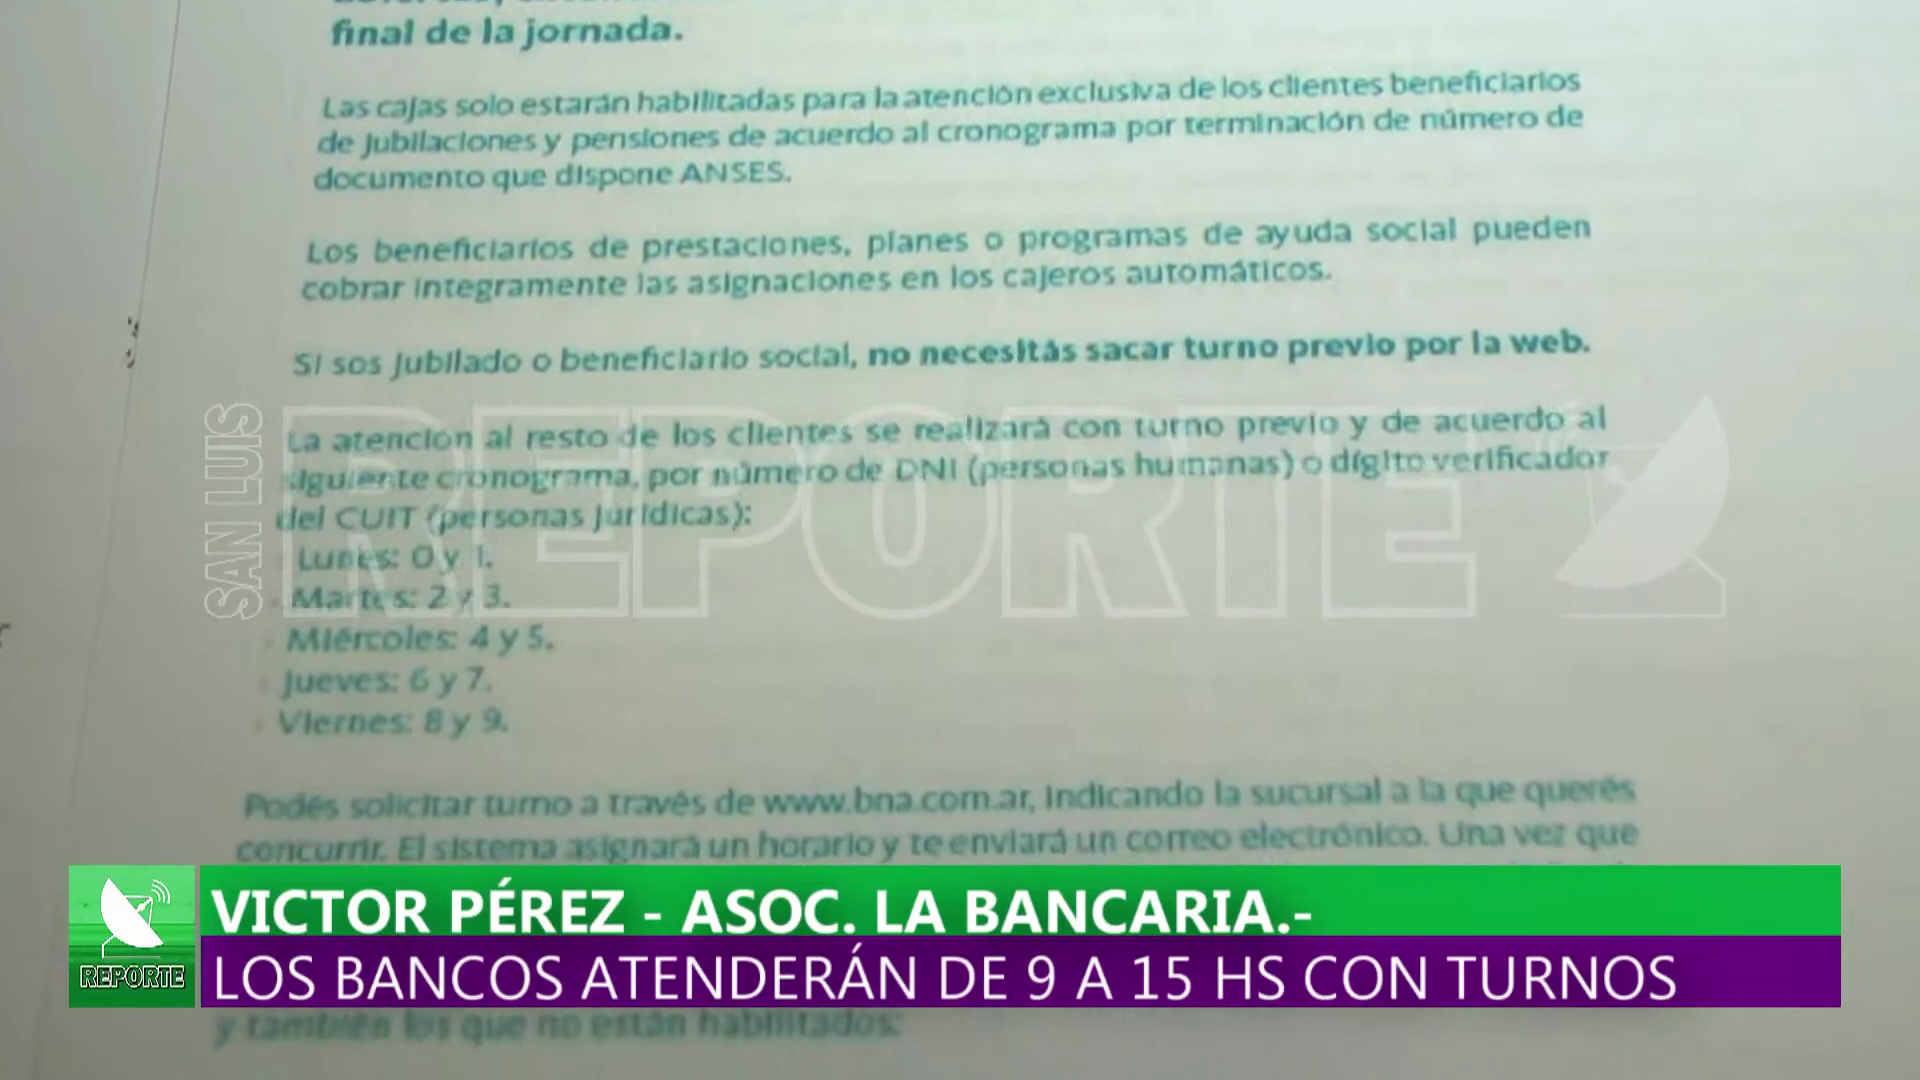 final de la jornada.
Las cajas solo estarán habilitadas para la atención exclusiva de los clientes beneficiarios
de jubilaciones y pensiones de acuerdo al cronograma por terminación de número de
documento que dispone ANSES.
Los beneficiarios de prestaciones, planes o programas de ayuda social pueden
cobrar íntegramente las asignaciones en los cajeros automáticos.
Si sos jubilado o beneficiario social, no necesitás sacar turno previo por la web.
SAN LUIS
REPORTE
La atención al resto de los clientes se realizará con turno previo y de acuerdo al
siguiente cronograma, por número de DNI (personas humanas) o dígito verificador
del CUIT (personas jurídicas):
Lunes: 0 y 1.
Martes: 2 y 3.
Miércoles: 4 y 5.
Jueves: 6 y 7.
Viernes: 8 y 9.
Podés solicitar turno a través de www.bna.com.ar, indicando la sucursal a la que querés
concurrir. El sistema asignará un horario y te enviará un correo electrónico. Una vez que
VICTOR PÉREZ - ASOC. LA BANCARIA.-
REPORTE
LOS BANCOS ATENDERÁN DE 9 A 15 HS CON TURNOS
y también los que no están habilitados: